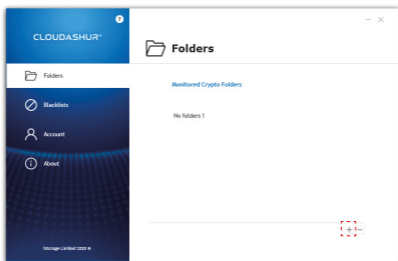 CLOUDASHUR®
?
Folders
Folders
Monitored Crypto Folders
No folders !
Blacklists
Account
About
iStorage Limited 2020 ©